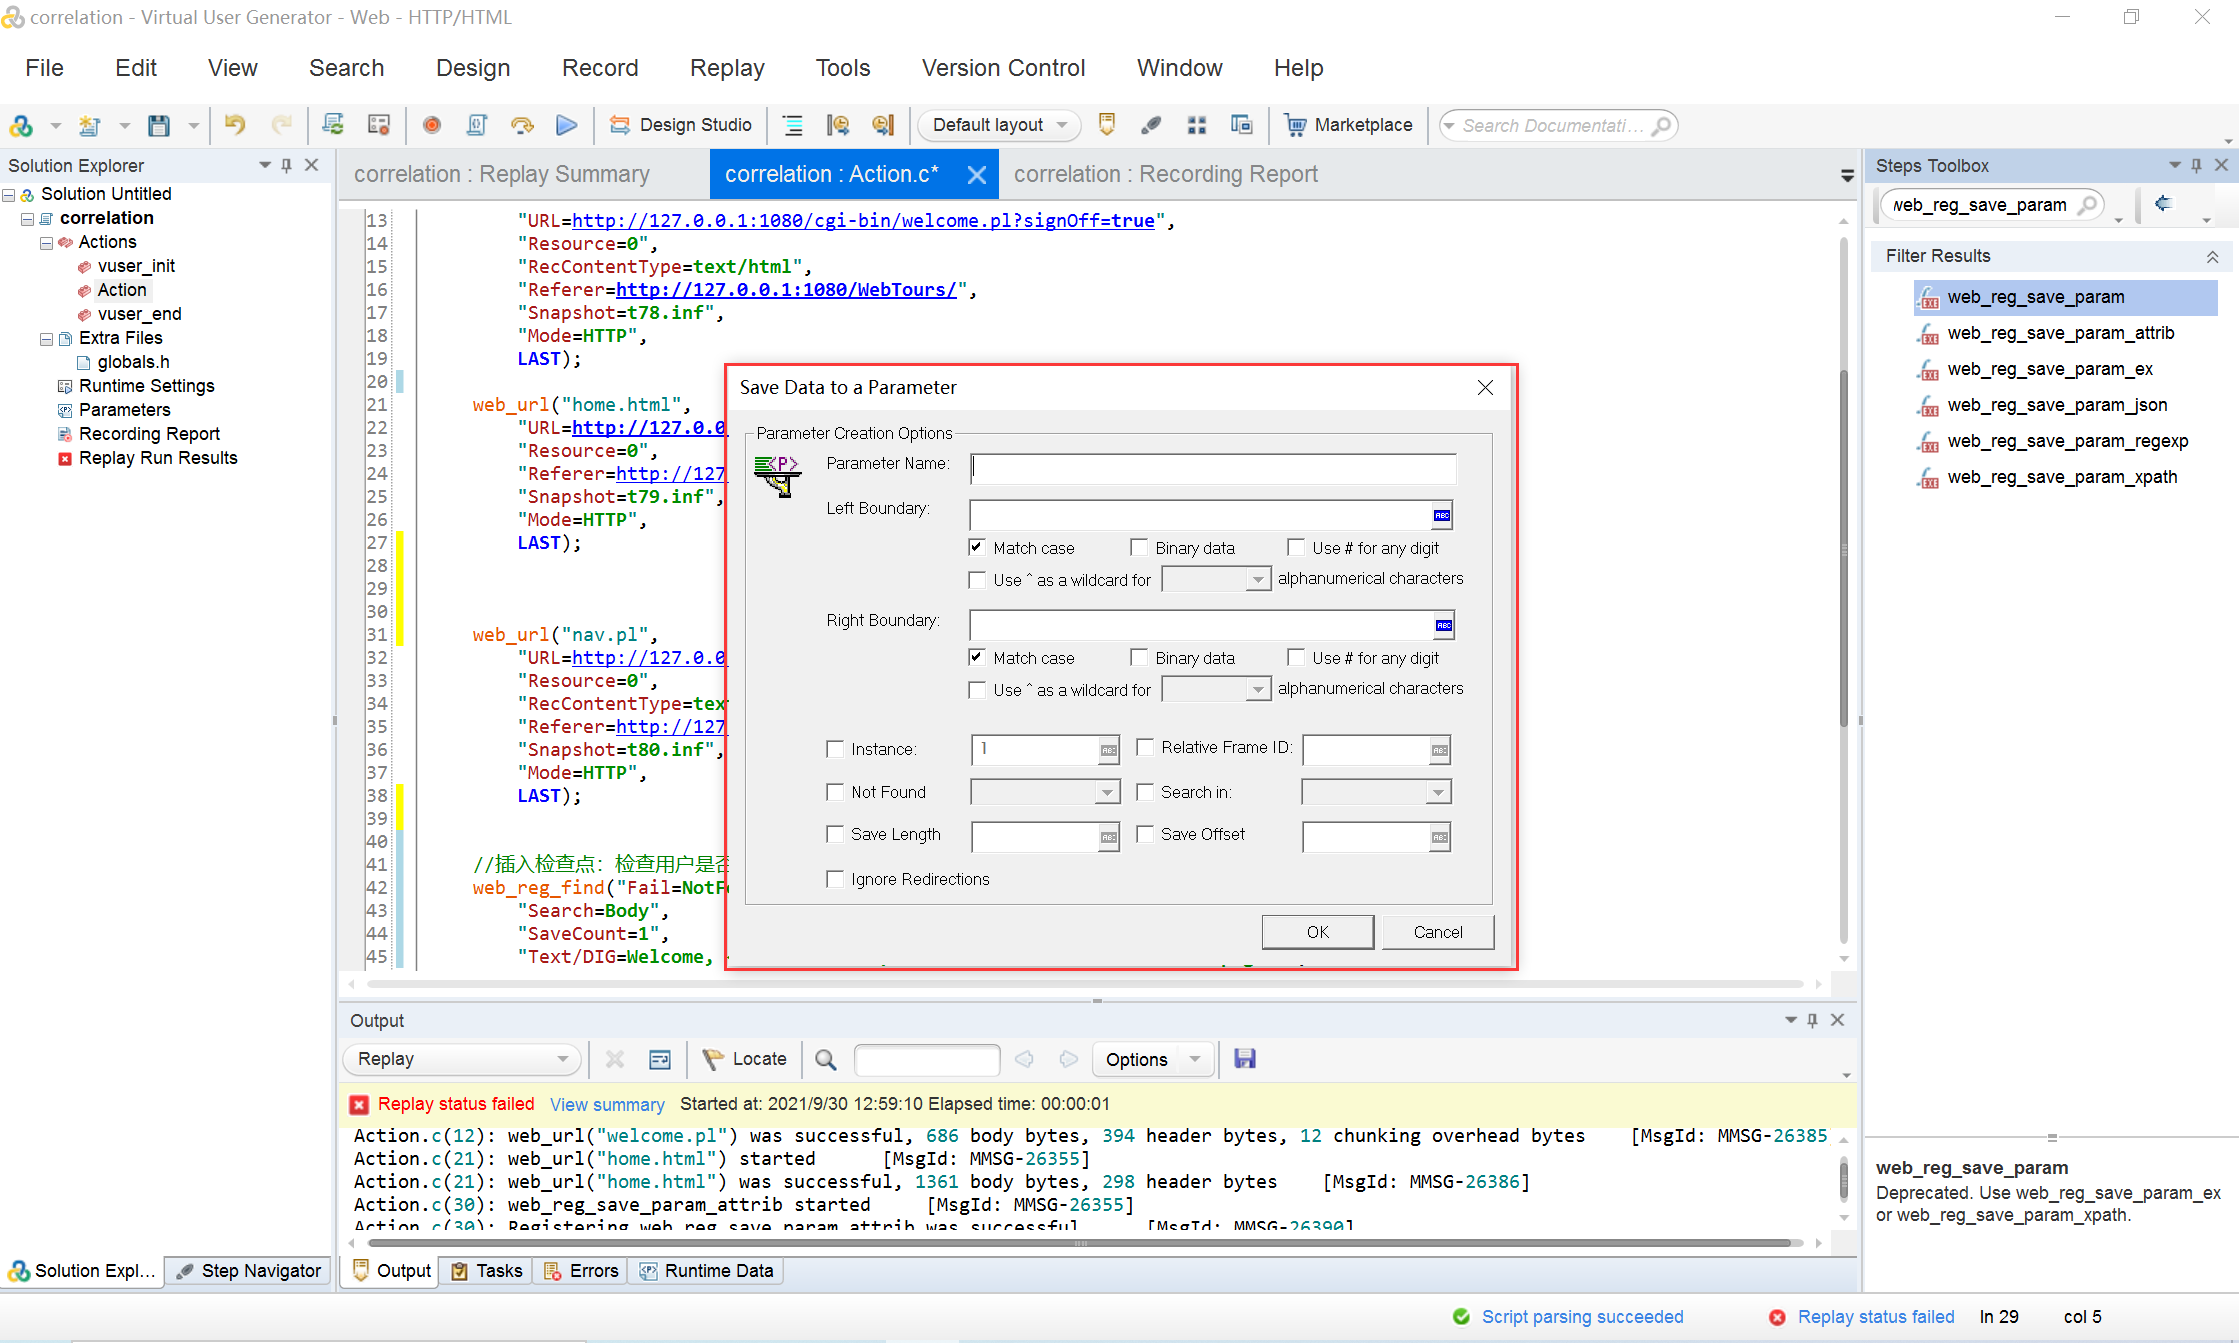 correlation - Virtual User Generator - Web - HTTP/HTML
File Edit View Search Design Record Replay Tools Version Control Window Help
Design Studio Default layout Marketplace Search Documentati...
Solution Explorer
Solution Untitled
correlation
Actions
vuser_init
Action
vuser_end
Extra Files
globals.h
Runtime Settings
Parameters
Recording Report
Replay Run Results
Solution Expl... Step Navigator
correlation : Replay Summary correlation : Action.c* correlation : Recording Report
13 "URL=http://127.0.0.1:1080/cgi-bin/welcome.pl?signOff=true",
14 "Resource=0",
15 "RecContentType=text/html",
16 "Referer=http://127.0.0.1:1080/WebTours/",
17 "Snapshot=t78.inf",
18 "Mode=HTTP",
19 LAST);
20
21 web_url("home.html",
22 "URL=http://127.0.0
23 "Resource=0",
24 "Referer=http://127
25 "Snapshot=t79.inf",
26 "Mode=HTTP",
27 LAST);
28
29
30
31 web_url("nav.pl",
32 "URL=http://127.0.0
33 "Resource=0",
34 "RecContentType=tex
35 "Referer=http://127
36 "Snapshot=t80.inf",
37 "Mode=HTTP",
38 LAST);
39
40
41 //插入检查点：检查用户是否
42 web_reg_find("Fail=NotFo
43 "Search=Body",
44 "SaveCount=1",
45 "Text/DIG=Welcome,
Save Data to a Parameter
Parameter Creation Options
<P>
Parameter Name:
Left Boundary:
ABC
Match case Binary data Use # for any digit
Use ^ as a wildcard for alphanumerical characters
Right Boundary:
ABC
Match case Binary data Use # for any digit
Use ^ as a wildcard for alphanumerical characters
Instance: 1 Relative Frame ID:
Not Found Search in:
Save Length Save Offset
Ignore Redirections
OK Cancel
Output
Replay Locate Options
Replay status failed View summary Started at: 2021/9/30 12:59:10 Elapsed time: 00:00:01
Action.c(12): web_url("welcome.pl") was successful, 686 body bytes, 394 header bytes, 12 chunking overhead bytes [MsgId: MMSG-26385
Action.c(21): web_url("home.html") started [MsgId: MMSG-26355]
Action.c(21): web_url("home.html") was successful, 1361 body bytes, 298 header bytes [MsgId: MMSG-26386]
Action.c(30): web_reg_save_param_attrib started [MsgId: MMSG-26355]
Action.c(30): Registering web_reg_save_param_attrib was successful [MsgId: MMSG-26390]
Output Tasks Errors Runtime Data
Steps Toolbox
web_reg_save_param
Filter Results
web_reg_save_param
web_reg_save_param_attrib
web_reg_save_param_ex
web_reg_save_param_json
web_reg_save_param_regexp
web_reg_save_param_xpath
web_reg_save_param
Deprecated. Use web_reg_save_param_ex
or web_reg_save_param_xpath.
Script parsing succeeded Replay status failed ln 29 col 5